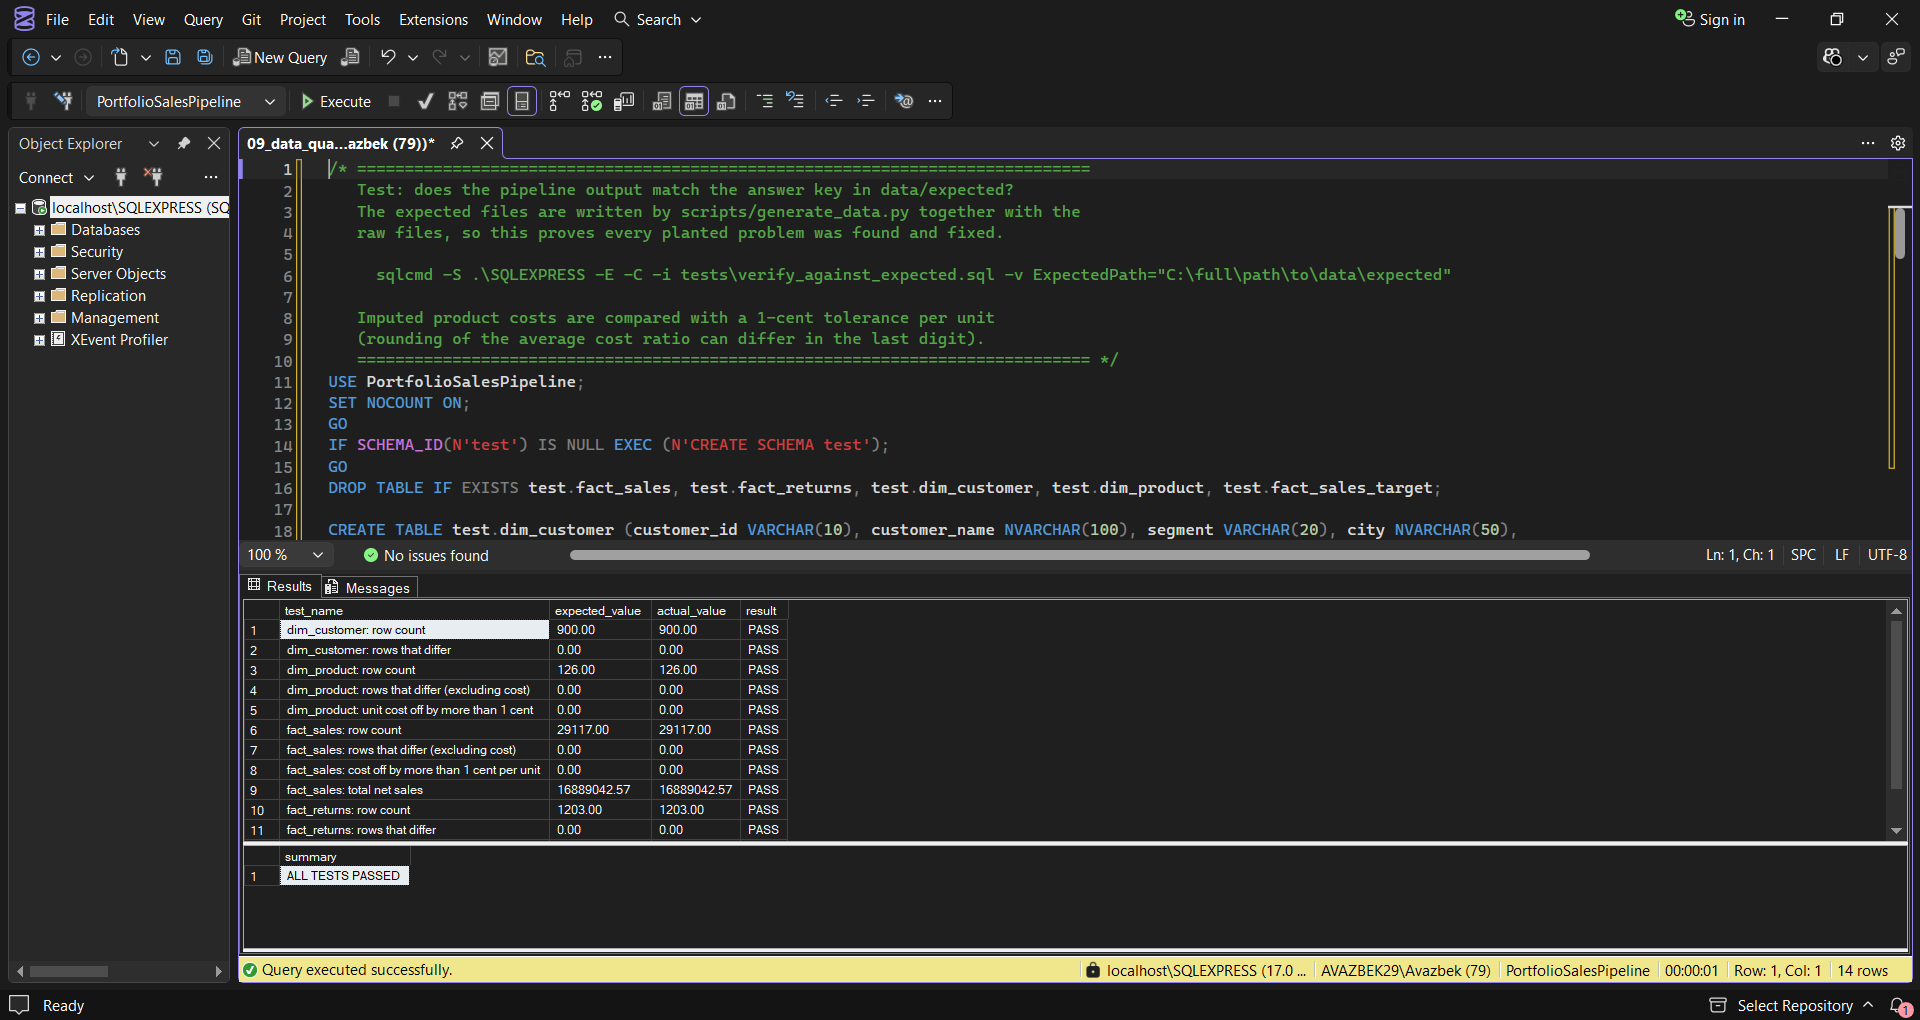 File Edit View Query Git Project Tools Extensions Window Help Search Sign in
New Query
PortfolioSalesPipeline Execute
Object Explorer
Connect
localhost\SQLEXPRESS (SQ
Databases
Security
Server Objects
Replication
Management
XEvent Profiler
09_data_qua...azbek (79))*
1 /* =============================================================================
2 Test: does the pipeline output match the answer key in data/expected?
3 The expected files are written by scripts/generate_data.py together with the
4 raw files, so this proves every planted problem was found and fixed.
5
6 sqlcmd -S .\SQLEXPRESS -E -C -i tests\verify_against_expected.sql -v ExpectedPath="C:\full\path\to\data\expected"
7
8 Imputed product costs are compared with a 1-cent tolerance per unit
9 (rounding of the average cost ratio can differ in the last digit).
10 ============================================================================= */
11 USE PortfolioSalesPipeline;
12 SET NOCOUNT ON;
13 GO
14 IF SCHEMA_ID(N'test') IS NULL EXEC (N'CREATE SCHEMA test');
15 GO
16 DROP TABLE IF EXISTS test.fact_sales, test.fact_returns, test.dim_customer, test.dim_product, test.fact_sales_target;
17
18 CREATE TABLE test.dim_customer (customer_id VARCHAR(10), customer_name NVARCHAR(100), segment VARCHAR(20), city NVARCHAR(50),
100 % No issues found Ln: 1, Ch: 1 SPC LF UTF-8
Results Messages
test_name expected_value actual_value result
1 dim_customer: row count 900.00 900.00 PASS
2 dim_customer: rows that differ 0.00 0.00 PASS
3 dim_product: row count 126.00 126.00 PASS
4 dim_product: rows that differ (excluding cost) 0.00 0.00 PASS
5 dim_product: unit cost off by more than 1 cent 0.00 0.00 PASS
6 fact_sales: row count 29117.00 29117.00 PASS
7 fact_sales: rows that differ (excluding cost) 0.00 0.00 PASS
8 fact_sales: cost off by more than 1 cent per unit 0.00 0.00 PASS
9 fact_sales: total net sales 16889042.57 16889042.57 PASS
10 fact_returns: row count 1203.00 1203.00 PASS
11 fact_returns: rows that differ 0.00 0.00 PASS
summary
1 ALL TESTS PASSED
Query executed successfully. localhost\SQLEXPRESS (17.0 ... AVAZBEK29\Avazbek (79) PortfolioSalesPipeline 00:00:01 Row: 1, Col: 1 14 rows
Ready Select Repository 1